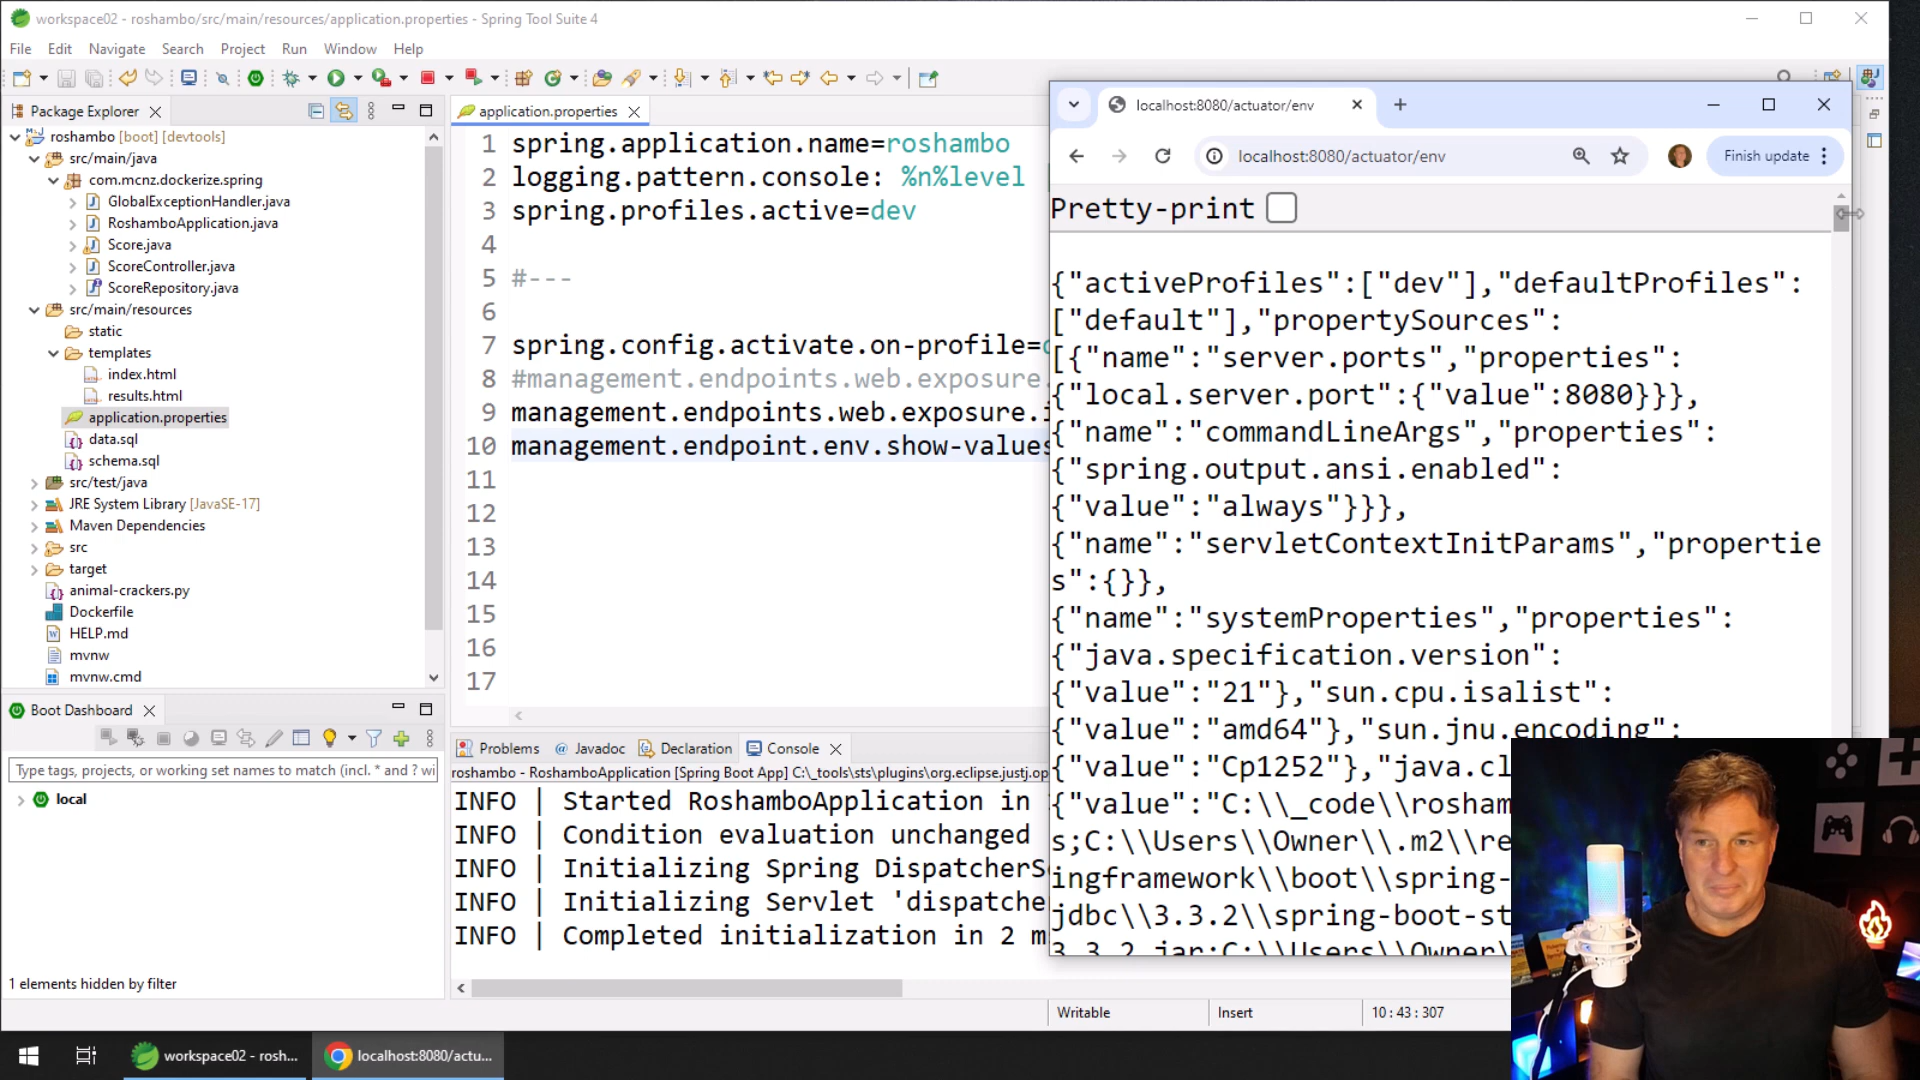 workspace02 - roshambo/src/main/resources/application.properties - Spring Tool Suite 4
File Edit Navigate Search Project Run Window Help
Package Explorer
roshambo [boot] [devtools]
src/main/java
com.mcnz.dockerize.spring
GlobalExceptionHandler.java
RoshamboApplication.java
Score.java
ScoreController.java
ScoreRepository.java
src/main/resources
static
templates
index.html
results.html
application.properties
data.sql
schema.sql
src/test/java
JRE System Library [JavaSE-17]
Maven Dependencies
src
target
animal-crackers.py
Dockerfile
HELP.md
mvnw
mvnw.cmd
Boot Dashboard
Type tags, projects, or working set names to match (incl. * and ? wi
local
1 elements hidden by filter
application.properties
1 spring.application.name=roshambo
2 logging.pattern.console: %n%level
3 spring.profiles.active=dev
4
5 #---
6
7 spring.config.activate.on-profile=
8 #management.endpoints.web.exposure.
9 management.endpoints.web.exposure.i
10 management.endpoint.env.show-values
11
12
13
14
15
16
17
Problems Javadoc Declaration Console
roshambo - RoshamboApplication [Spring Boot App] C:\_tools\sts\plugins\org.eclipse.justj.op
INFO | Started RoshamboApplication in
INFO | Condition evaluation unchanged
INFO | Initializing Spring DispatcherSe
INFO | Initializing Servlet 'dispatche
INFO | Completed initialization in 2 m
localhost:8080/actuator/env
localhost:8080/actuator/env
Finish update
Pretty-print
{"activeProfiles":["dev"],"defaultProfiles":
["default"],"propertySources":
[{"name":"server.ports","properties":
{"local.server.port":{"value":8080}}},
{"name":"commandLineArgs","properties":
{"spring.output.ansi.enabled":
{"value":"always"}}},
{"name":"servletContextInitParams","propertie
s":{}},
{"name":"systemProperties","properties":
{"java.specification.version":
{"value":"21"},"sun.cpu.isalist":
{"value":"amd64"},"sun.jnu.encoding":
{"value":"Cp1252"},"java.cl
{"value":"C:\\_code\\rosham
s;C:\\Users\\Owner\\.m2\\re
ingframework\\boot\\spring-
jdbc\\3.3.2\\spring-boot-st
3.3.2.jar;C:\\Users\\Owner\
Writable Insert 10 : 43 : 307
workspace02 - rosh...
localhost:8080/actu...